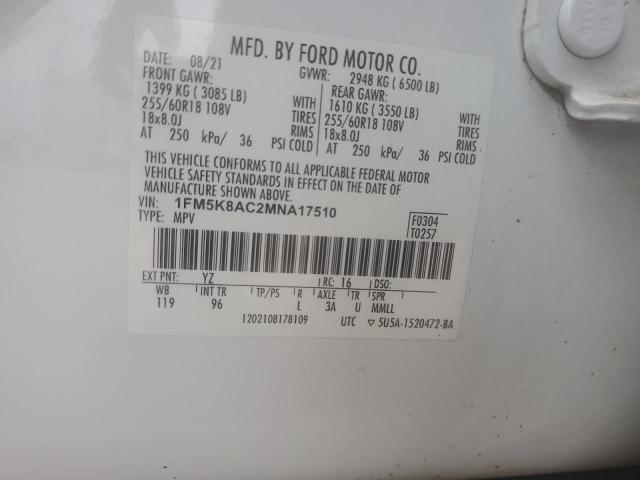 MFD. BY FORD MOTOR CO.
DATE: 08/21 GVWR: 2948 KG ( 6500 LB)
FRONT GAWR: REAR GAWR:
1399 KG ( 3085 LB) 1610 KG ( 3550 LB)
255/60R18 108V WITH TIRES 255/60R18 108V WITH TIRES
18x8.0J RIMS 18x8.0J RIMS
AT 250 kPa/ 36 PSI COLD AT 250 kPa/ 36 PSI COLD
THIS VEHICLE CONFORMS TO ALL APPLICABLE FEDERAL MOTOR
VEHICLE SAFETY STANDARDS IN EFFECT ON THE DATE OF
MANUFACTURE SHOWN ABOVE.
VIN: 1FM5K8AC2MNA17510
TYPE: MPV
F0304
T0257
EXT PNT: YZ RC: 16 DSO:
WB INT TR TP/PS R AXLE TR SPR
119 96 L 3A U MMLL
1202108178109 UTC ▽ 5U5A-1520472-BA